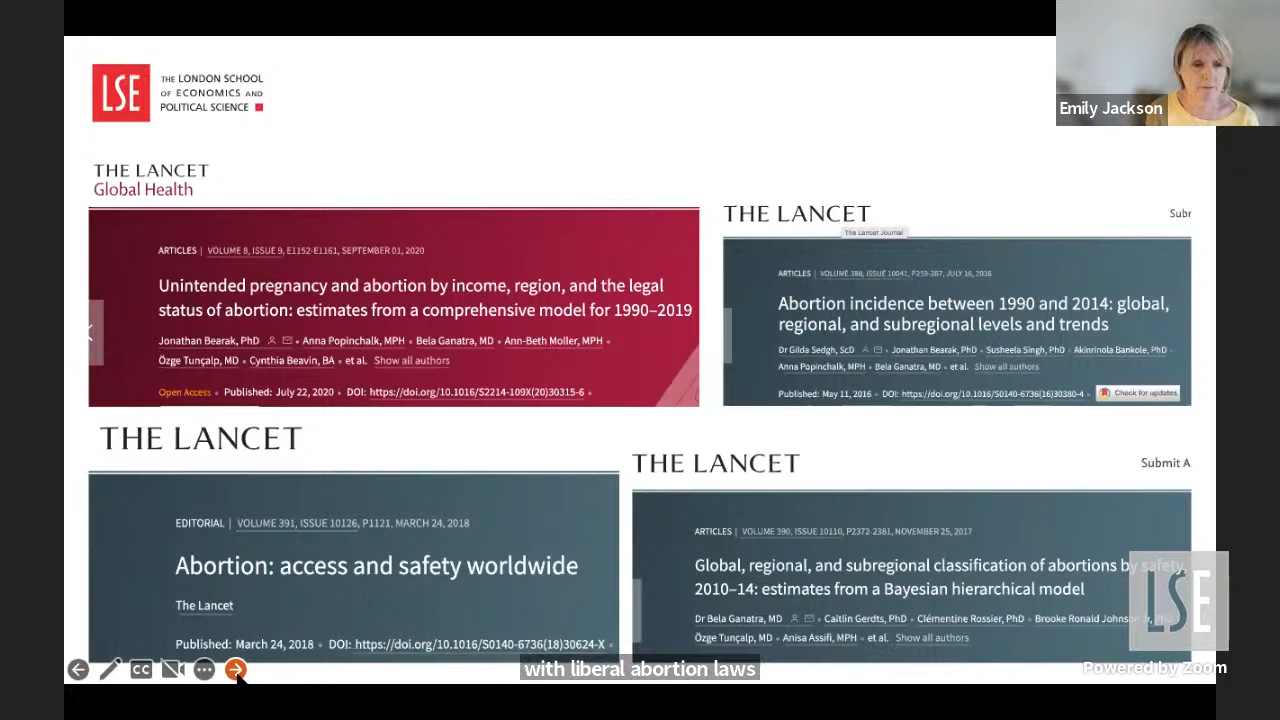 LSE
THE LONDON SCHOOL
OF ECONOMICS AND
POLITICAL SCIENCE
Emily Jackson
THE LANCET
Global Health
ARTICLES | VOLUME 8, ISSUE 9, E1152-E1161, SEPTEMBER 01, 2020
Unintended pregnancy and abortion by income, region, and the legal
status of abortion: estimates from a comprehensive model for 1990–2019
Jonathan Bearak, PhD • Anna Popinchalk, MPH • Bela Ganatra, MD • Ann-Beth Moller, MPH •
Özge Tunçalp, MD • Cynthia Beavin, BA • et al. Show all authors
Open Access • Published: July 22, 2020 • DOI: https://doi.org/10.1016/S2214-109X(20)30315-6 •
THE LANCET
Subr
The Lancet Journal
ARTICLES | VOLUME 388, ISSUE 10041, P258-267, JULY 16, 2016
Abortion incidence between 1990 and 2014: global,
regional, and subregional levels and trends
Dr Gilda Sedgh, ScD • Jonathan Bearak, PhD • Susheela Singh, PhD • Akinrinola Bankole, PhD •
Anna Popinchalk, MPH • Bela Ganatra, MD • et al. Show all authors
Published: May 11, 2016 • DOI: https://doi.org/10.1016/S0140-6736(16)30380-4 •
Check for updates
THE LANCET
EDITORIAL | VOLUME 391, ISSUE 10126, P1121, MARCH 24, 2018
Abortion: access and safety worldwide
The Lancet
Published: March 24, 2018 • DOI: https://doi.org/10.1016/S0140-6736(18)30624-X •
THE LANCET
Submit A
ARTICLES | VOLUME 390, ISSUE 10110, P2372-2381, NOVEMBER 25, 2017
Global, regional, and subregional classification of abortions by safety,
2010–14: estimates from a Bayesian hierarchical model
Dr Bela Ganatra, MD • Caitlin Gerdts, PhD • Clémentine Rossier, PhD • Brooke Ronald Johnson
Özge Tunçalp, MD • Anisa Assifi, MPH • et al. Show all authors
LSE
CC
with liberal abortion laws
Powered by Zoom